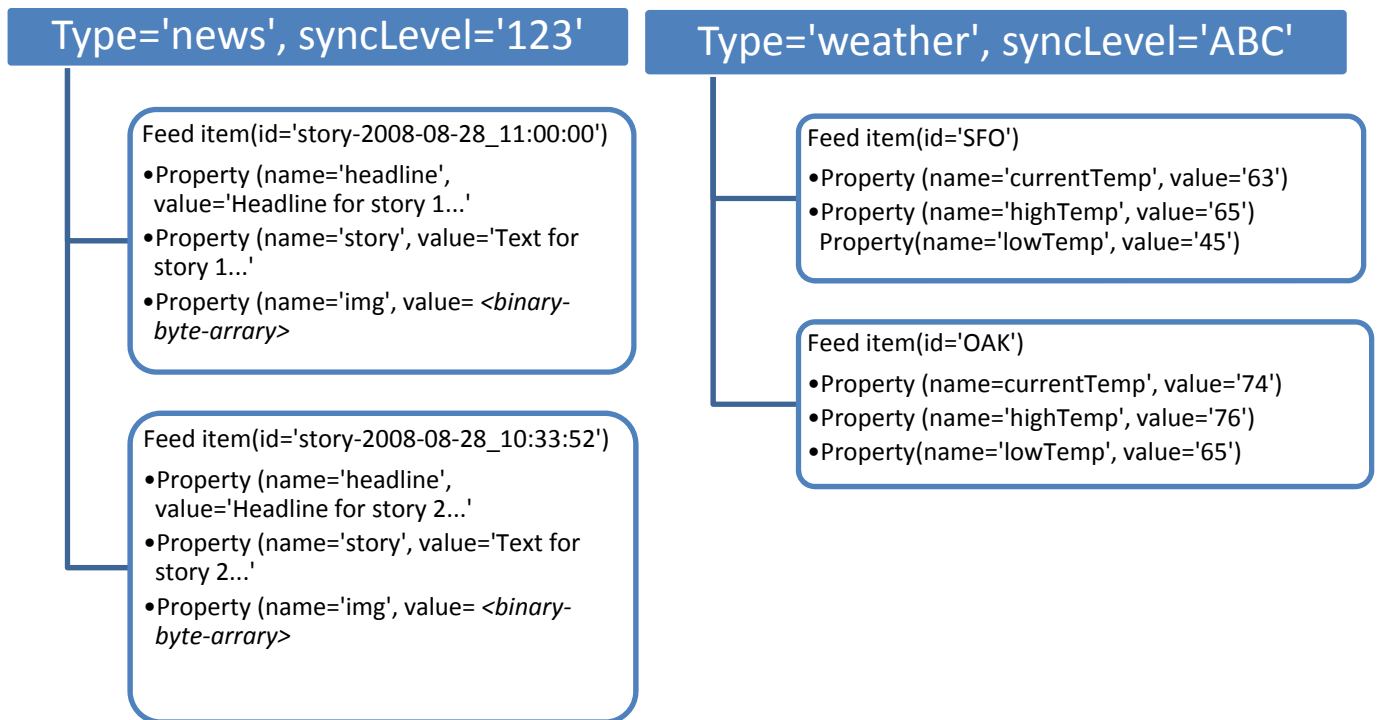 Type='news', syncLevel='123'
Feed item(id='story-2008-08-28_11:00:00')
•Property (name='headline',
value='Headline for story 1...'
•Property (name='story', value='Text for
story 1...'
•Property (name='img', value= <binary-
byte-arrary>
Feed item(id='story-2008-08-28_10:33:52')
•Property (name='headline',
value='Headline for story 2...'
•Property (name='story', value='Text for
story 2...'
•Property (name='img', value= <binary-
byte-arrary>
Type='weather', syncLevel='ABC'
Feed item(id='SFO')
•Property (name='currentTemp', value='63')
•Property (name='highTemp', value='65')
Property(name='lowTemp', value='45')
Feed item(id='OAK')
•Property (name=currentTemp', value='74')
•Property (name='highTemp', value='76')
•Property(name='lowTemp', value='65')